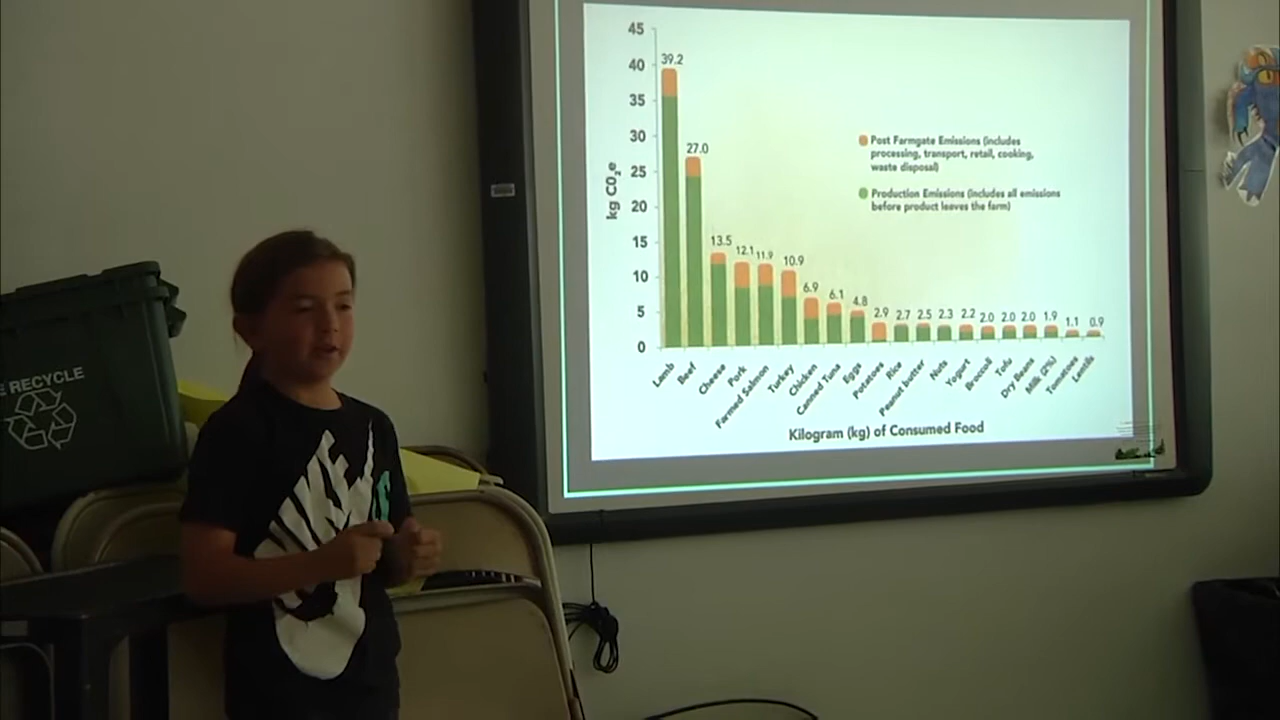 45
40
35
30
25
20
15
10
5
0
kg CO2e
39.2
27.0
13.5
12.1
11.9
10.9
6.9
6.1
4.8
2.9
2.7
2.5
2.3
2.2
2.0
2.0
2.0
1.9
1.1
0.9
Post Farmgate Emissions (includes
processing, transport, retail, cooking,
waste disposal)
Production Emissions (includes all emissions
before product leaves the farm)
Lamb
Beef
Cheese
Pork
Farmed Salmon
Turkey
Chicken
Canned Tuna
Eggs
Potatoes
Rice
Peanut butter
Nuts
Yogurt
Broccoli
Tofu
Dry Beans
Milk (2%)
Tomatoes
Lentils
Kilogram (kg) of Consumed Food
E RECYCLE